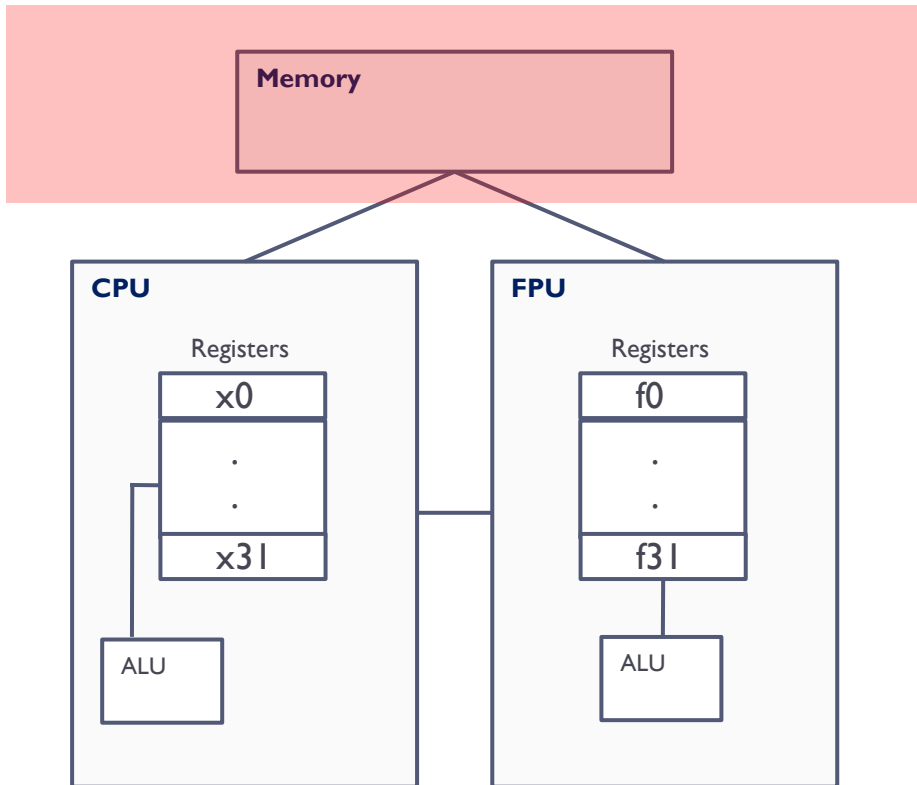 Memory
CPU
Registers
x0
.
.
x31
ALU
FPU
Registers
f0
.
.
f31
ALU